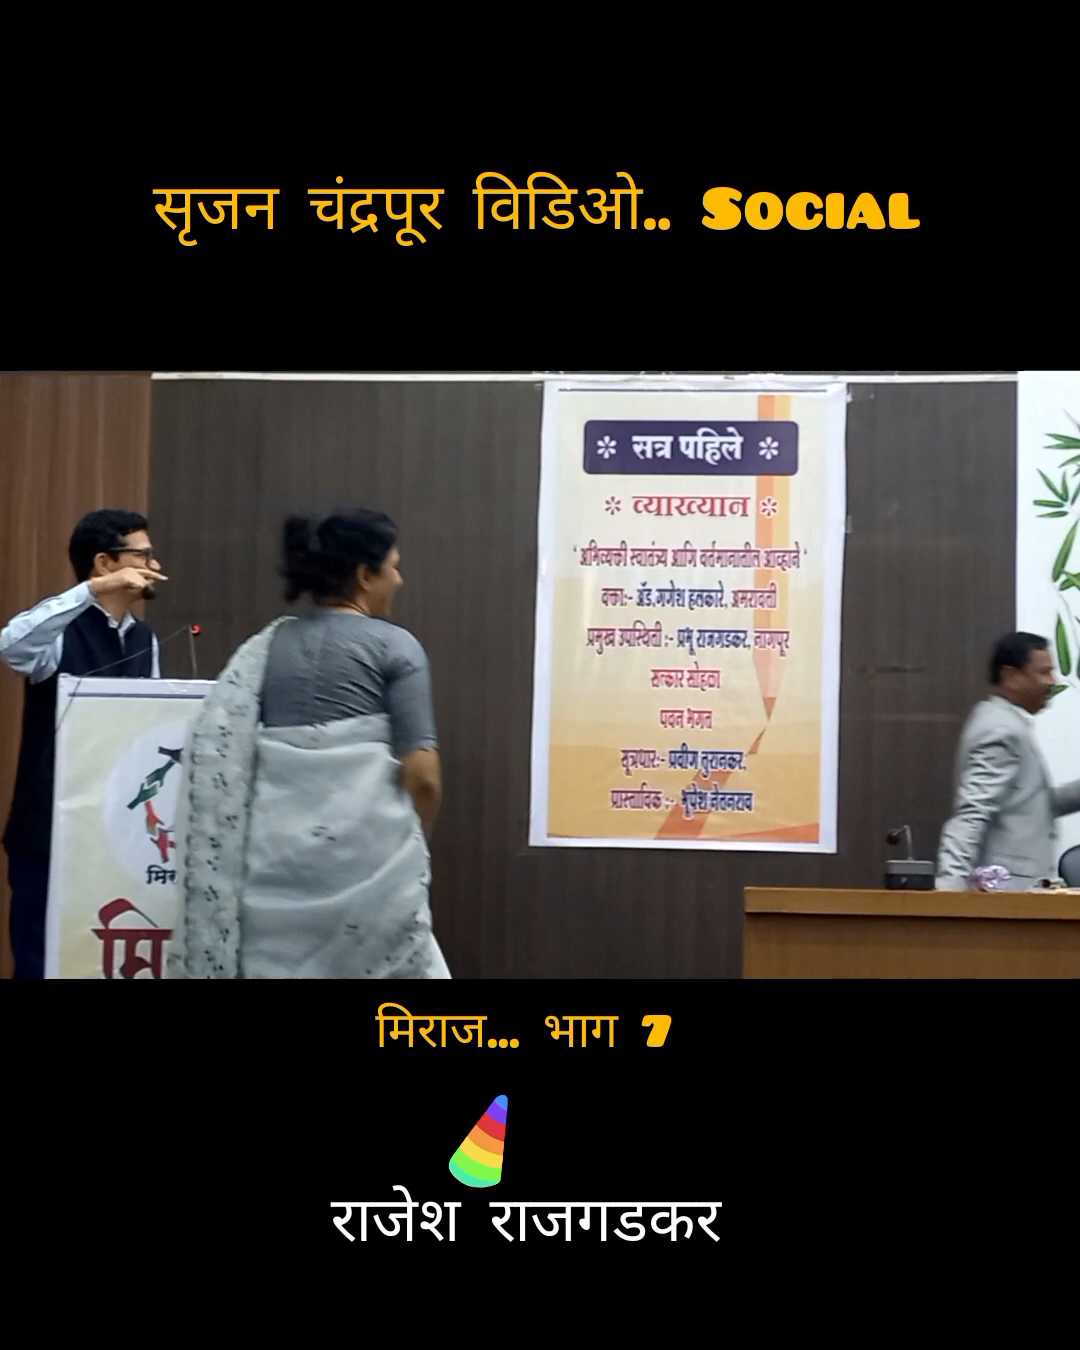 सृजन चंद्रपूर विडिओ.. SOCIAL
सत्र पहिले
व्याख्यान
'अभिव्यक्ती स्वातंत्र्य आणि वर्तमानातील आव्हाने'
वक्ता:- ॲड.गणेश हलकारे, अमरावती
प्रमुख उपस्थिती :- प्रभू राजगडकर, नागपूर
सत्कार सोहळा
पवन भगत
सूत्रधार:- प्रवीण तुरानकर,
प्रास्ताविक :- भूपेश नेतनराव
मि
मिराज... भाग 7
राजेश राजगडकर